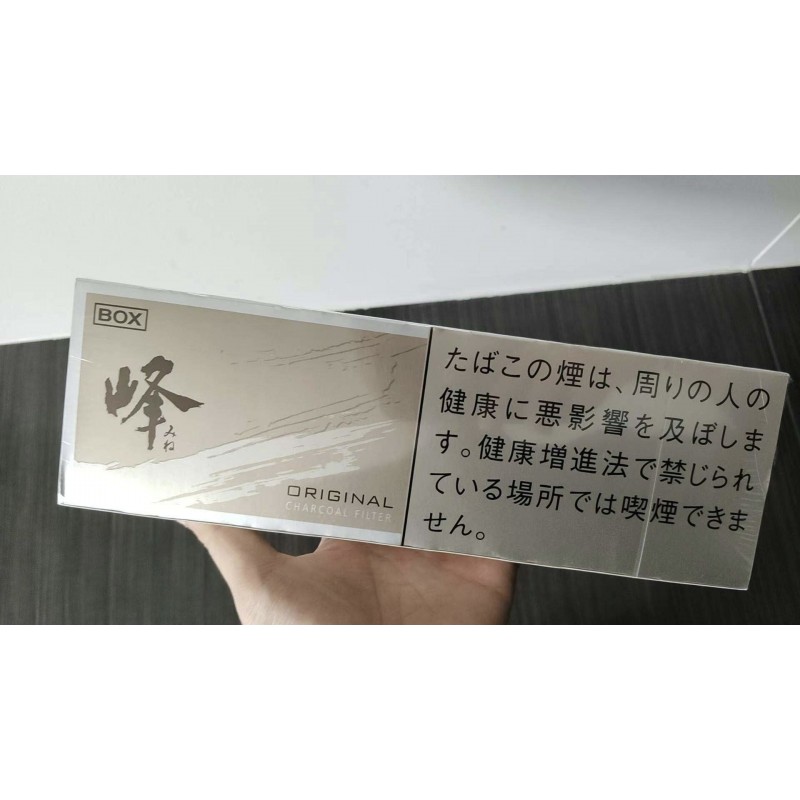 BOX
峰
みね
ORIGINAL
CHARCOAL FILTER
たばこの煙は、周りの人の
健康に悪影響を及ぼしま
す。健康増進法で禁じられ
ている場所では喫煙できま
せん。